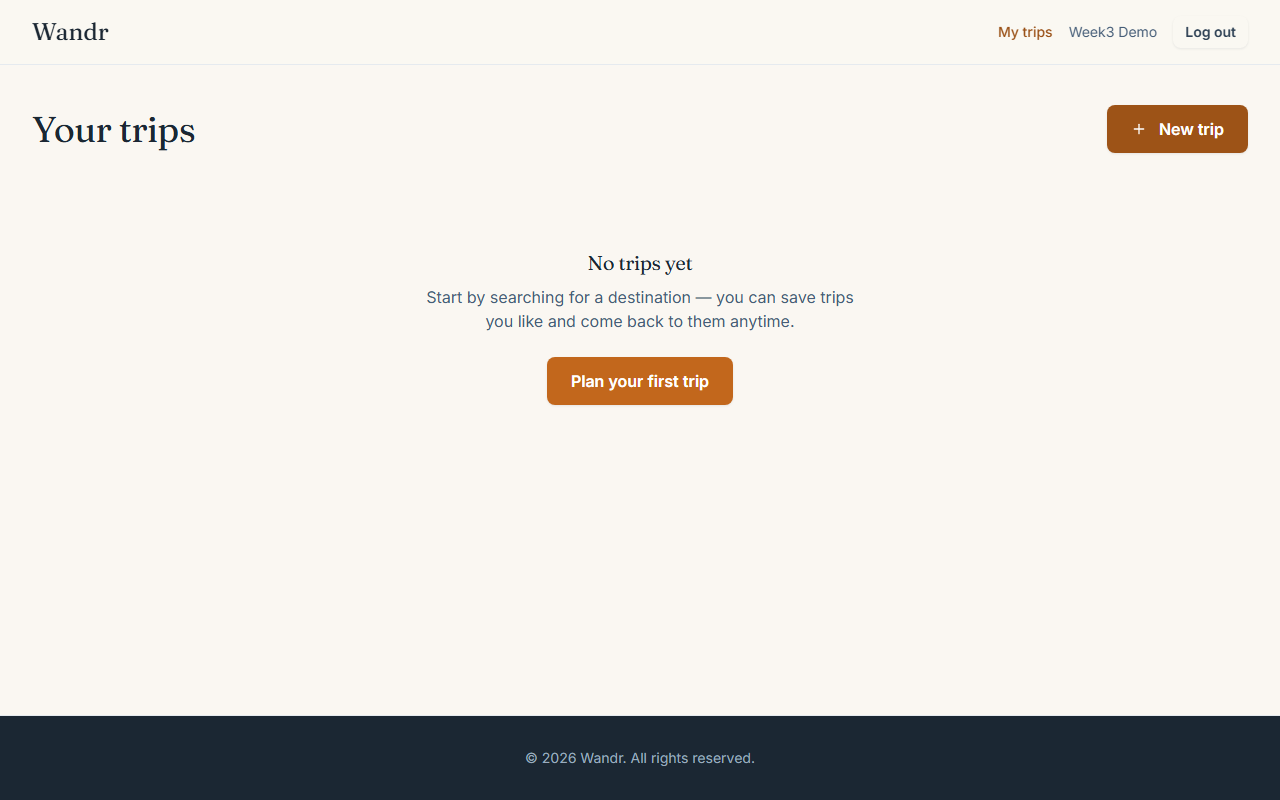 Wandr
My trips
Week3 Demo
Log out
Your trips
+ New trip
No trips yet
Start by searching for a destination — you can save trips
you like and come back to them anytime.
Plan your first trip
© 2026 Wandr. All rights reserved.